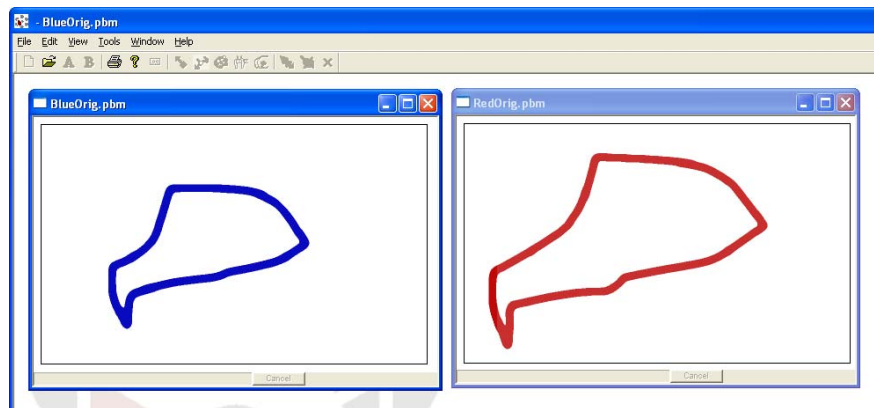 - BlueOrig.pbm
File Edit View Tools Window Help
A B
BlueOrig.pbm
RedOrig.pbm
Cancel
Cancel